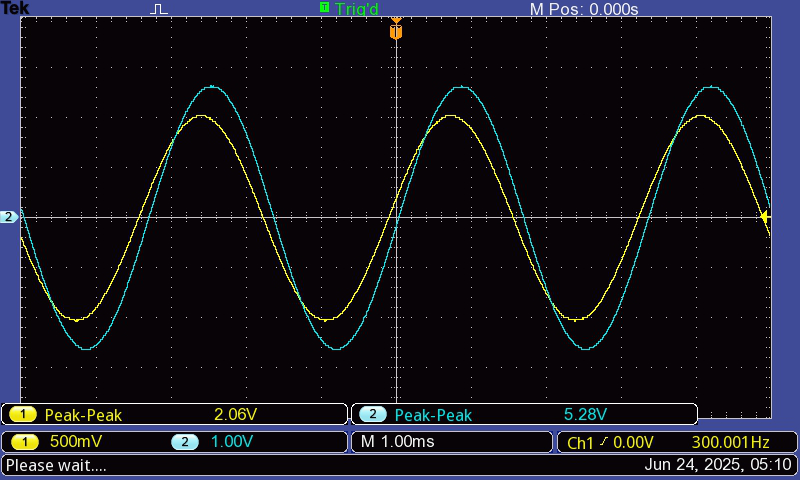 Tek T Trig'd M Pos: 0.000s
T
2
1 Peak-Peak 2.06V 2 Peak-Peak 5.28V
1 500mV 2 1.00V M 1.00ms Ch1 / 0.00V 300.001Hz
Please wait.... Jun 24, 2025, 05:10